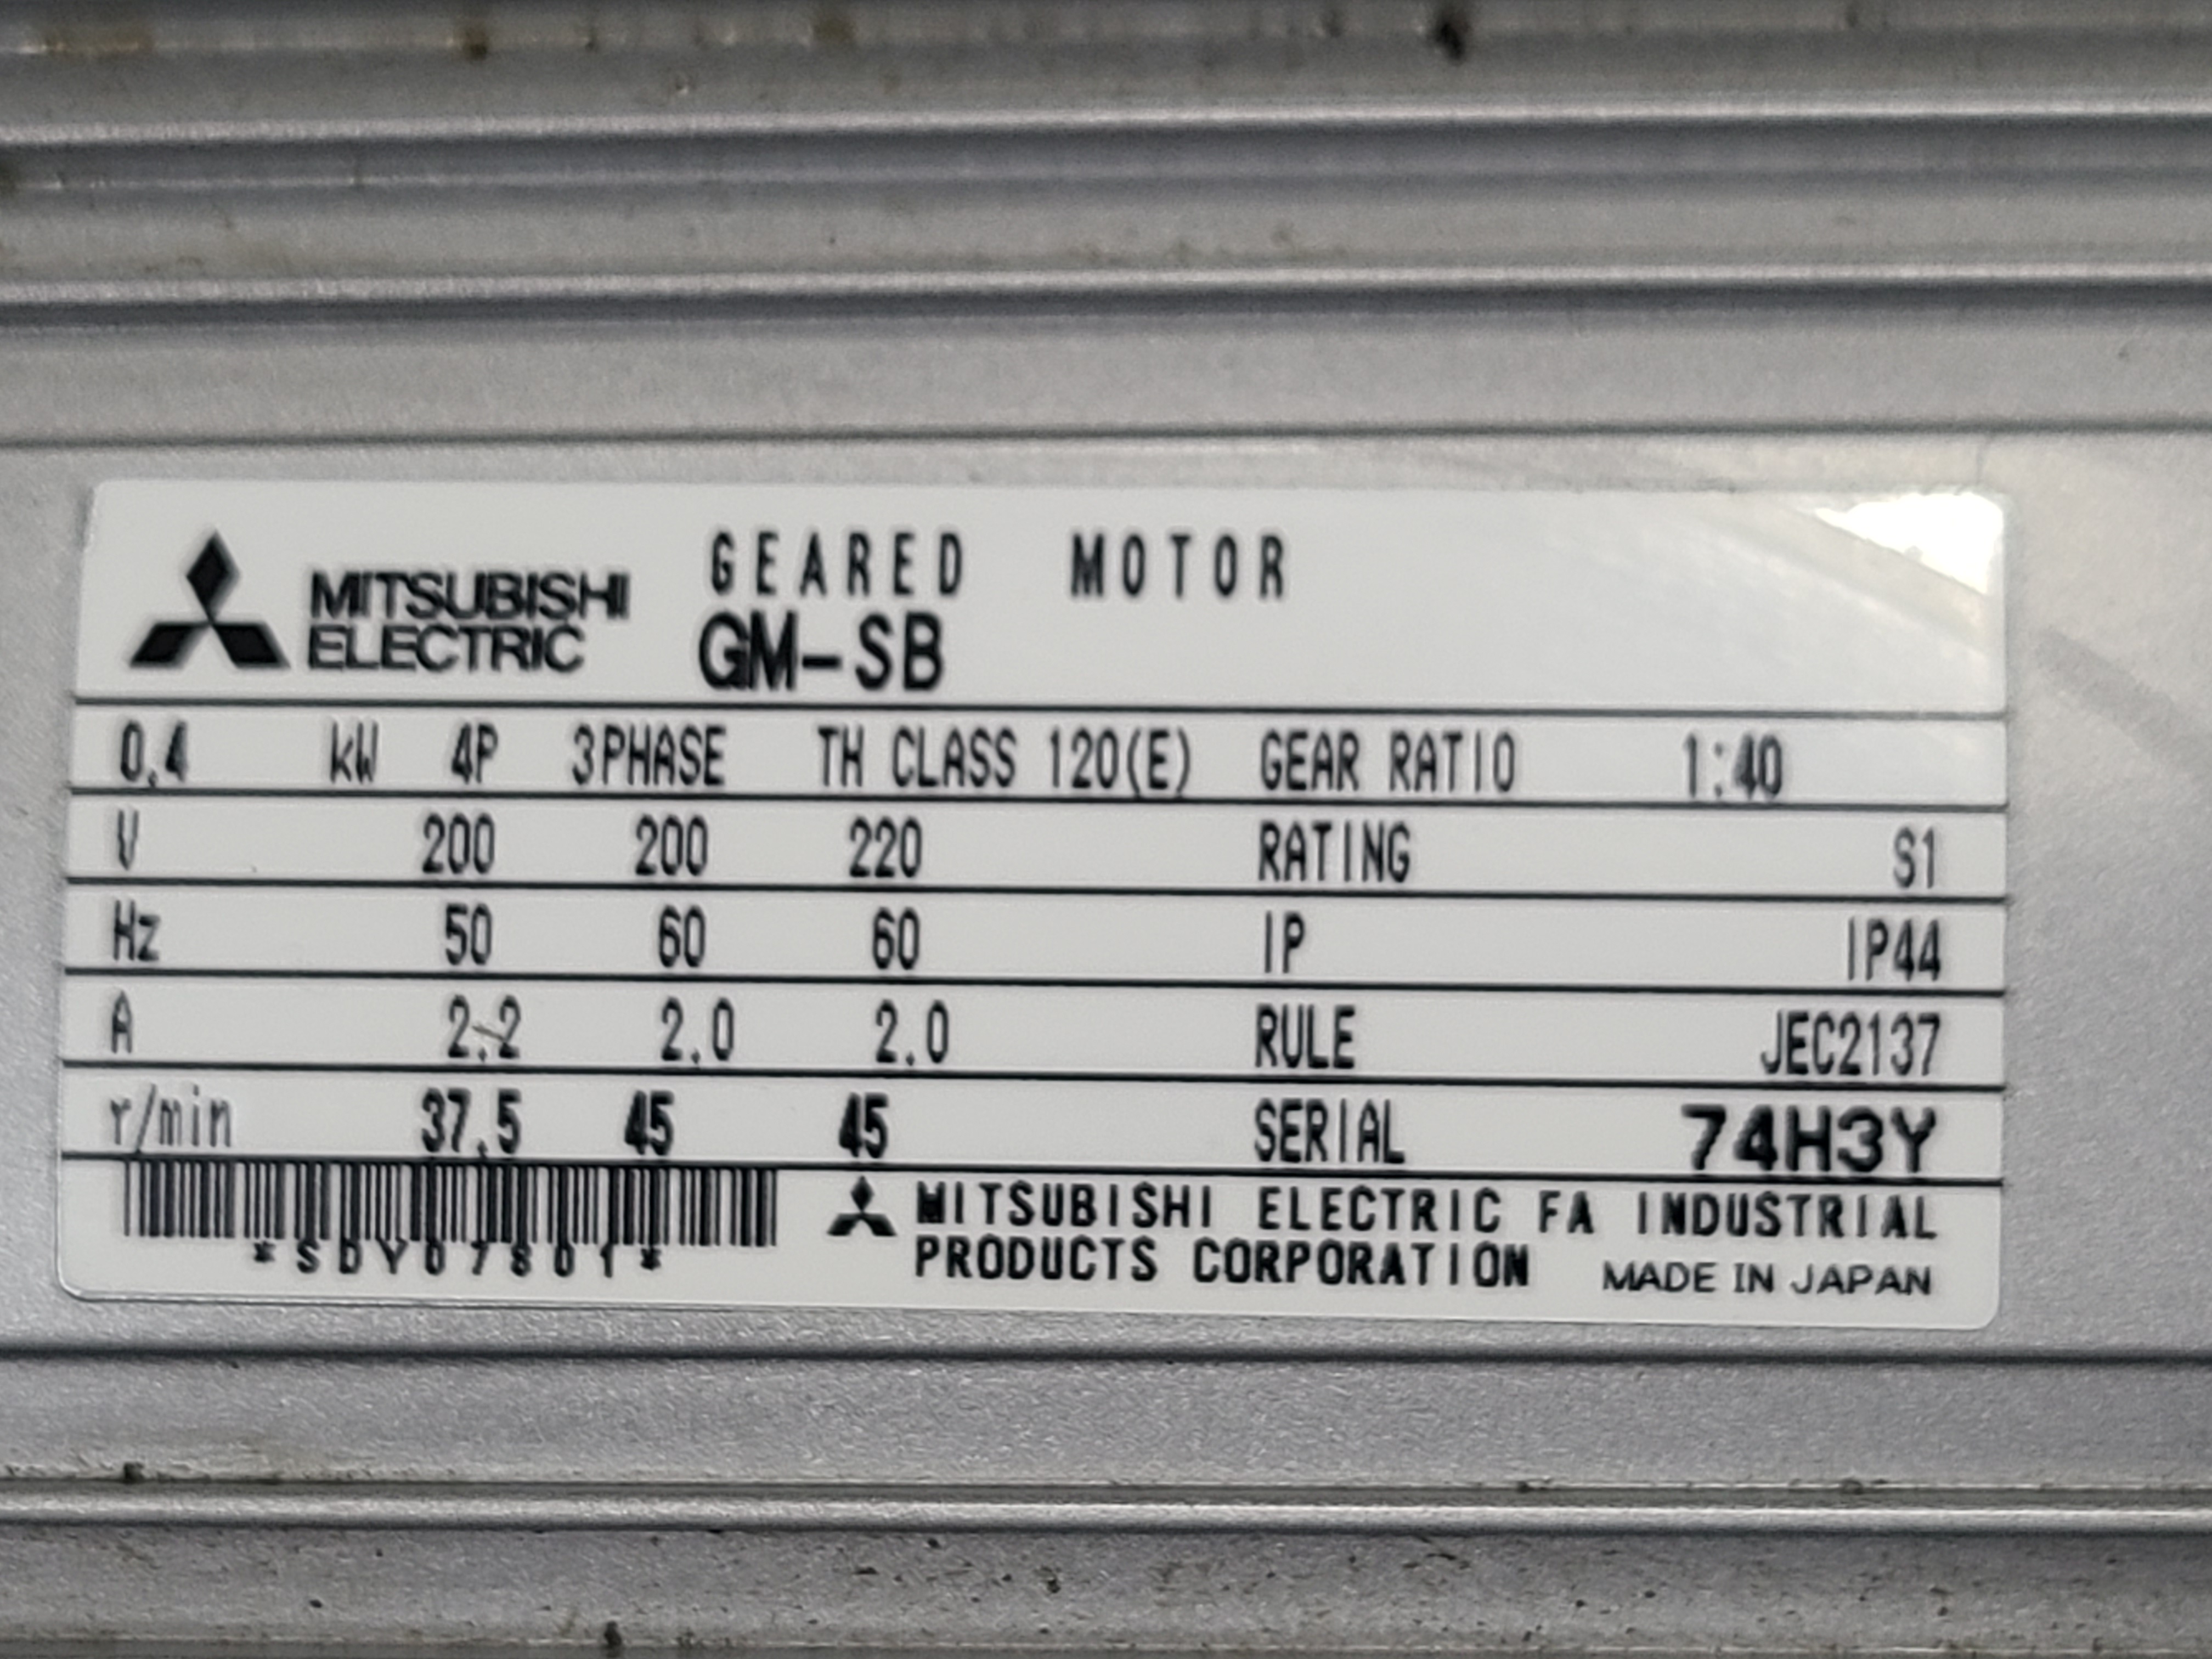 MITSUBISHI
ELECTRIC
GEARED MOTOR
GM-SB
0.4 kW 4P 3PHASE TH CLASS 120(E) GEAR RATIO 1:40
V 200 200 220 RATING S1
Hz 50 60 60 IP IP44
A 2.2 2.0 2.0 RULE JEC2137
r/min 37.5 45 45 SERIAL 74H3Y
*SDY07801*
MITSUBISHI ELECTRIC FA INDUSTRIAL
PRODUCTS CORPORATION MADE IN JAPAN